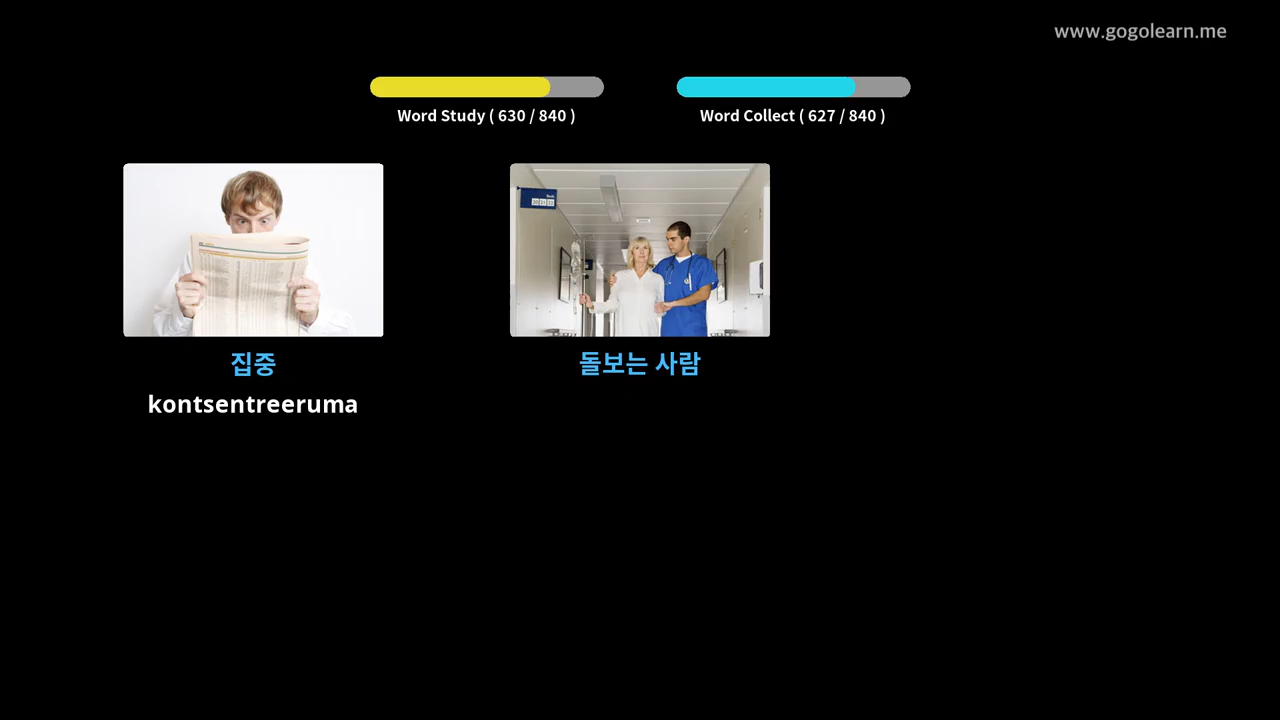 www.gogolearn.me
Word Study ( 630 / 840 )
Word Collect ( 627 / 840 )
집중
돌보는 사람
kontsentreeruma